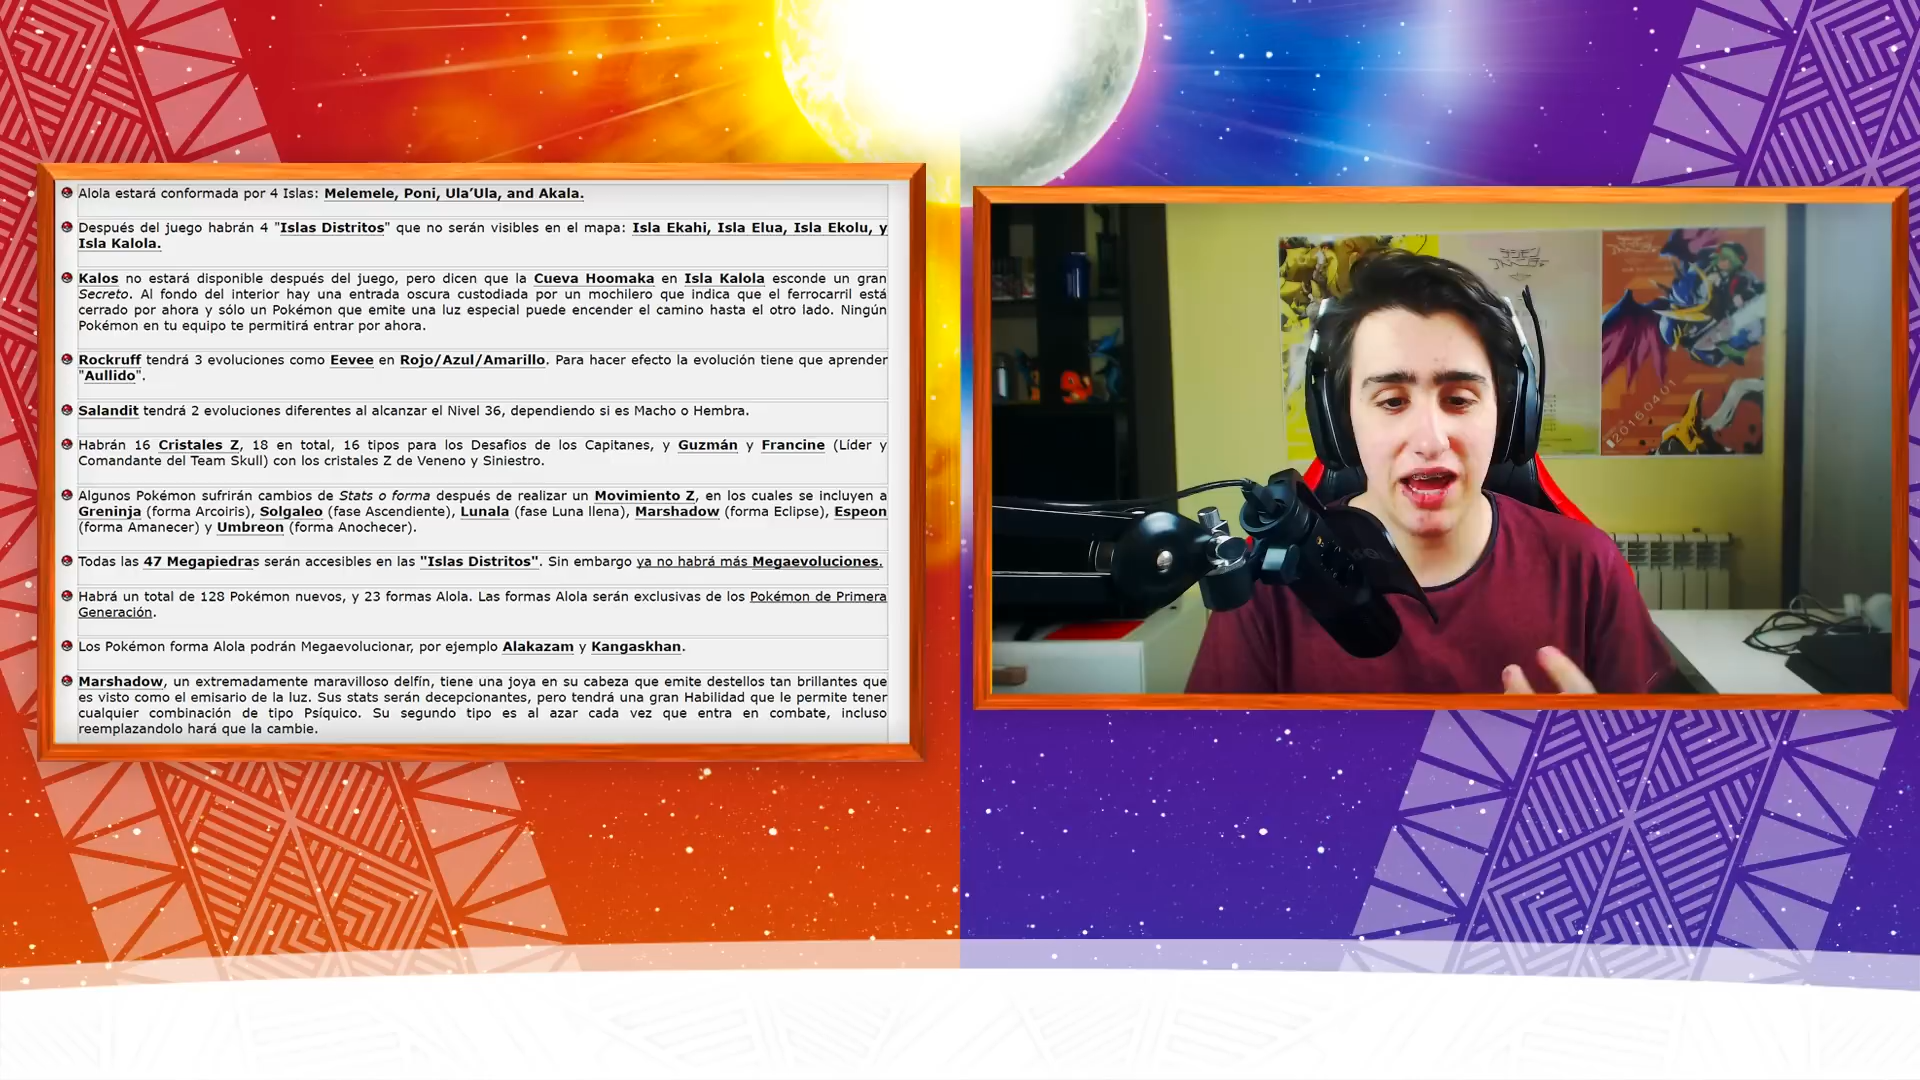 Alola estará conformada por 4 Islas: Melemele, Poni, Ula'Ula, and Akala.
Después del juego habrán 4 "Islas Distritos" que no serán visibles en el mapa: Isla Ekahi, Isla Elua, Isla Ekolu, y
Isla Kalola.
Kalos no estará disponible después del juego, pero dicen que la Cueva Hoomaka en Isla Kalola esconde un gran
Secreto. Al fondo del interior hay una entrada oscura custodiada por un mochilero que indica que el ferrocarril está
cerrado por ahora y sólo un Pokémon que emite una luz especial puede encender el camino hasta el otro lado. Ningún
Pokémon en tu equipo te permitirá entrar por ahora.
Rockruff tendrá 3 evoluciones como Eevee en Rojo/Azul/Amarillo. Para hacer efecto la evolución tiene que aprender
"Aullido".
Salandit tendrá 2 evoluciones diferentes al alcanzar el Nivel 36, dependiendo si es Macho o Hembra.
Habrán 16 Cristales Z, 18 en total, 16 tipos para los Desafios de los Capitanes, y Guzmán y Francine (Líder y
Comandante del Team Skull) con los cristales Z de Veneno y Siniestro.
Algunos Pokémon sufrirán cambios de Stats o forma después de realizar un Movimiento Z, en los cuales se incluyen a
Greninja (forma Arcoiris), Solgaleo (fase Ascendiente), Lunala (fase Luna llena), Marshadow (forma Eclipse), Espeon
(forma Amanecer) y Umbreon (forma Anochecer).
Todas las 47 Megapiedras serán accesibles en las "Islas Distritos". Sin embargo ya no habrá más Megaevoluciones.
Habrá un total de 128 Pokémon nuevos, y 23 formas Alola. Las formas Alola serán exclusivas de los Pokémon de Primera
Generación.
Los Pokémon forma Alola podrán Megaevolucionar, por ejemplo Alakazam y Kangaskhan.
Marshadow, un extremadamente maravilloso delfín, tiene una joya en su cabeza que emite destellos tan brillantes que
es visto como el emisario de la luz. Sus stats serán decepcionantes, pero tendrá una gran Habilidad que le permite tener
cualquier combinación de tipo Psíquico. Su segundo tipo es al azar cada vez que entra en combate, incluso
reemplazandolo hará que la cambie.
20160401